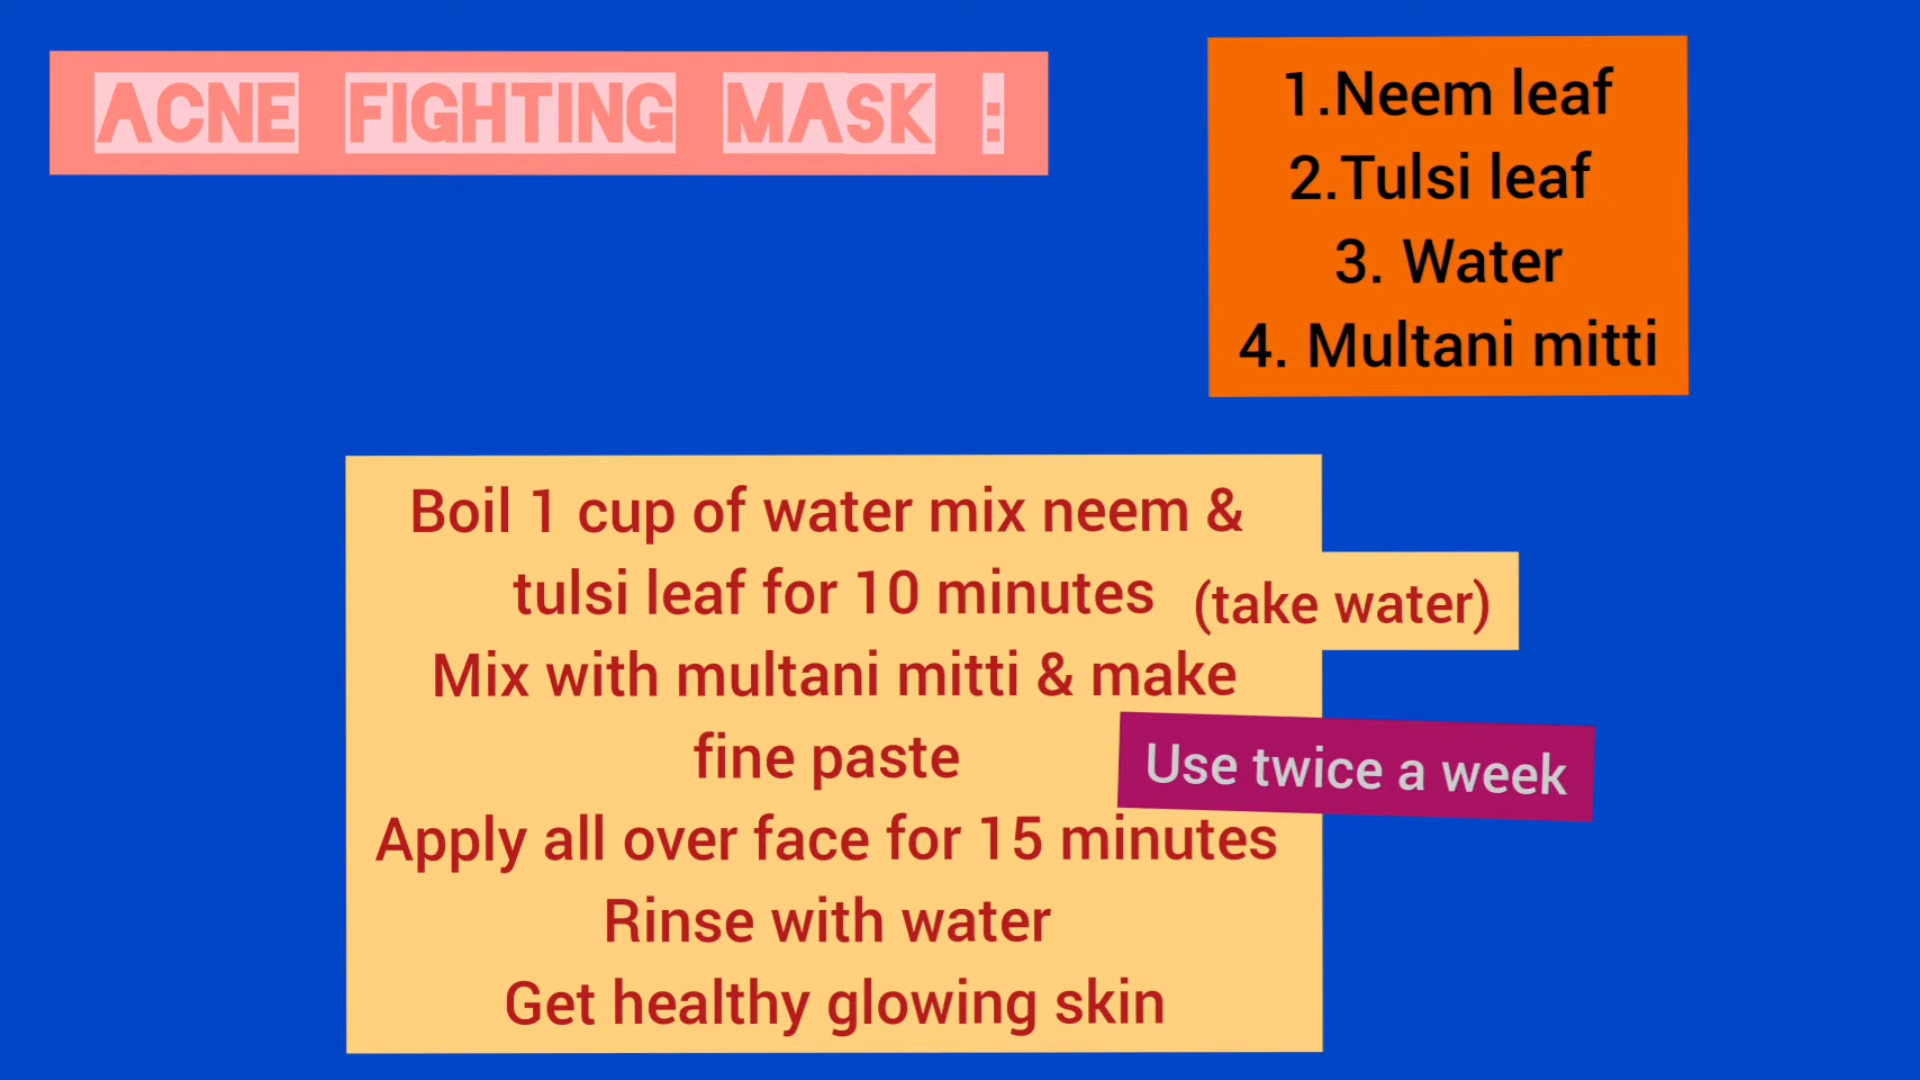 ACNE FIGHTING MASK :
1.Neem leaf
2.Tulsi leaf
3. Water
4. Multani mitti
Boil 1 cup of water mix neem &
tulsi leaf for 10 minutes (take water)
Mix with multani mitti & make
fine paste
Use twice a week
Apply all over face for 15 minutes
Rinse with water
Get healthy glowing skin